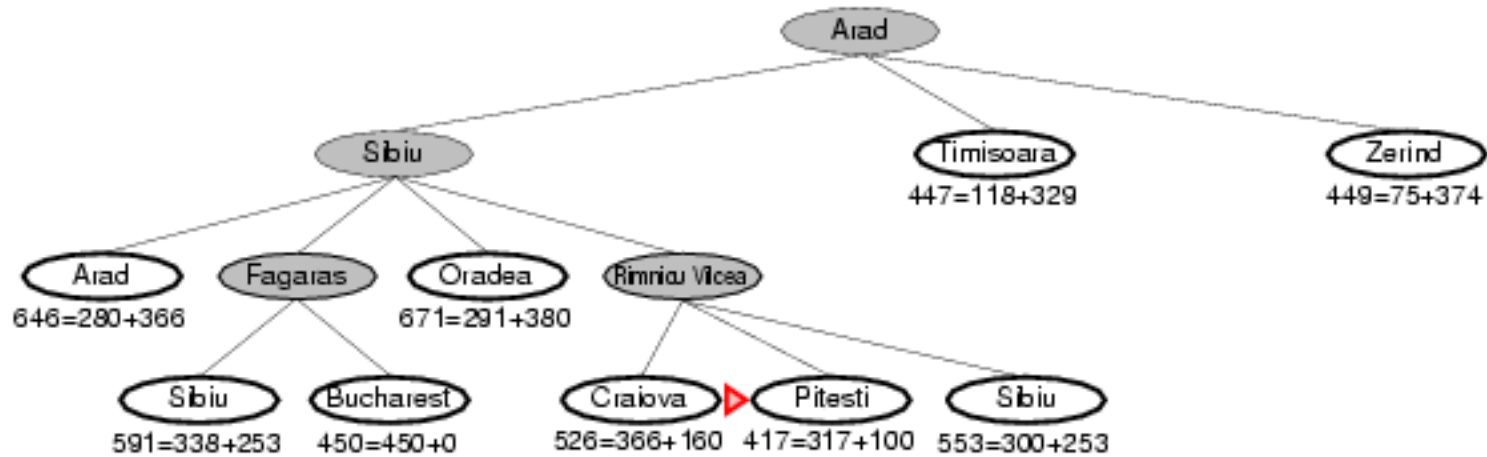 Arad
Sibiu
Timisoara
Zerind
447=118+329
449=75+374
Arad
Fagaras
Oradea
Rimnicu Vilcea
646=280+366
671=291+380
Sibiu
Bucharest
Craiova
Pitesti
Sibiu
591=338+253
450=450+0
526=366+160
417=317+100
553=300+253